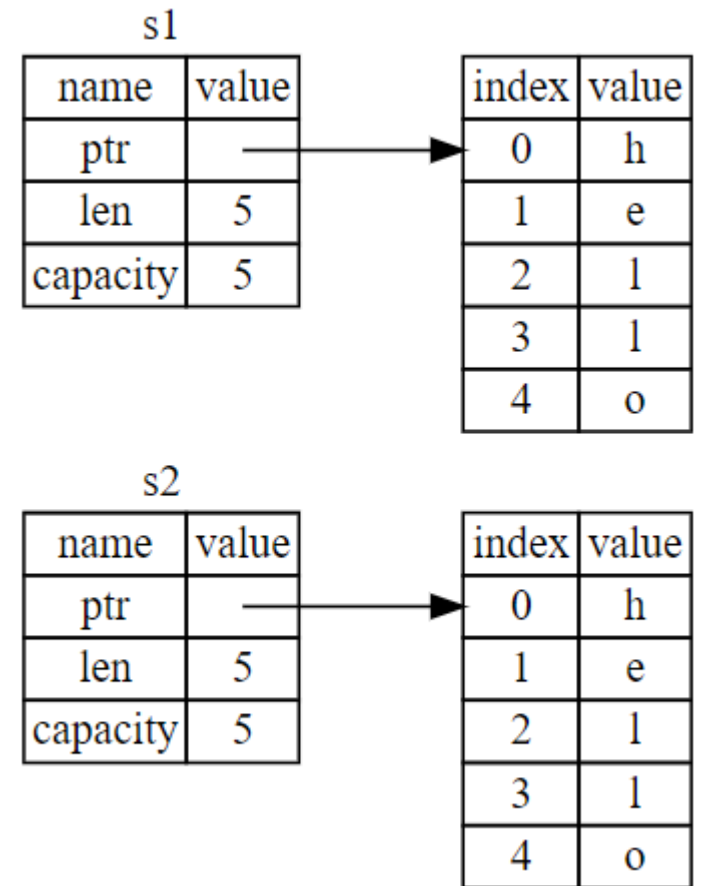 s1
name value
ptr
len 5
capacity 5
index value
0 h
1 e
2 l
3 l
4 o
s2
name value
ptr
len 5
capacity 5
index value
0 h
1 e
2 l
3 l
4 o